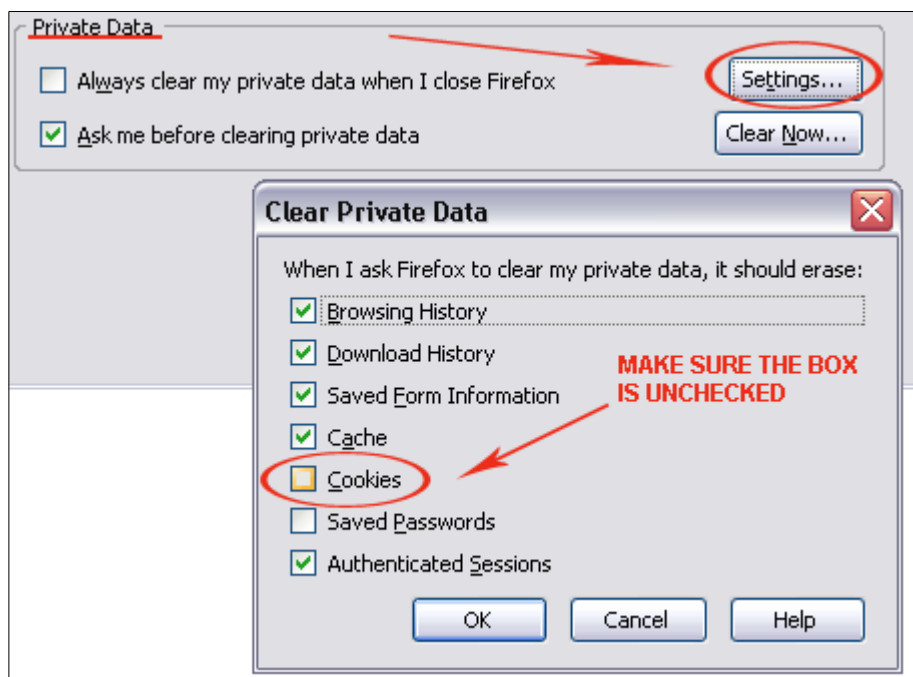 Private Data
Always clear my private data when I close Firefox
Settings...
Ask me before clearing private data
Clear Now...
Clear Private Data
When I ask Firefox to clear my private data, it should erase:
Browsing History
Download History
Saved Form Information
MAKE SURE THE BOX
IS UNCHECKED
Cache
Cookies
Saved Passwords
Authenticated Sessions
OK
Cancel
Help